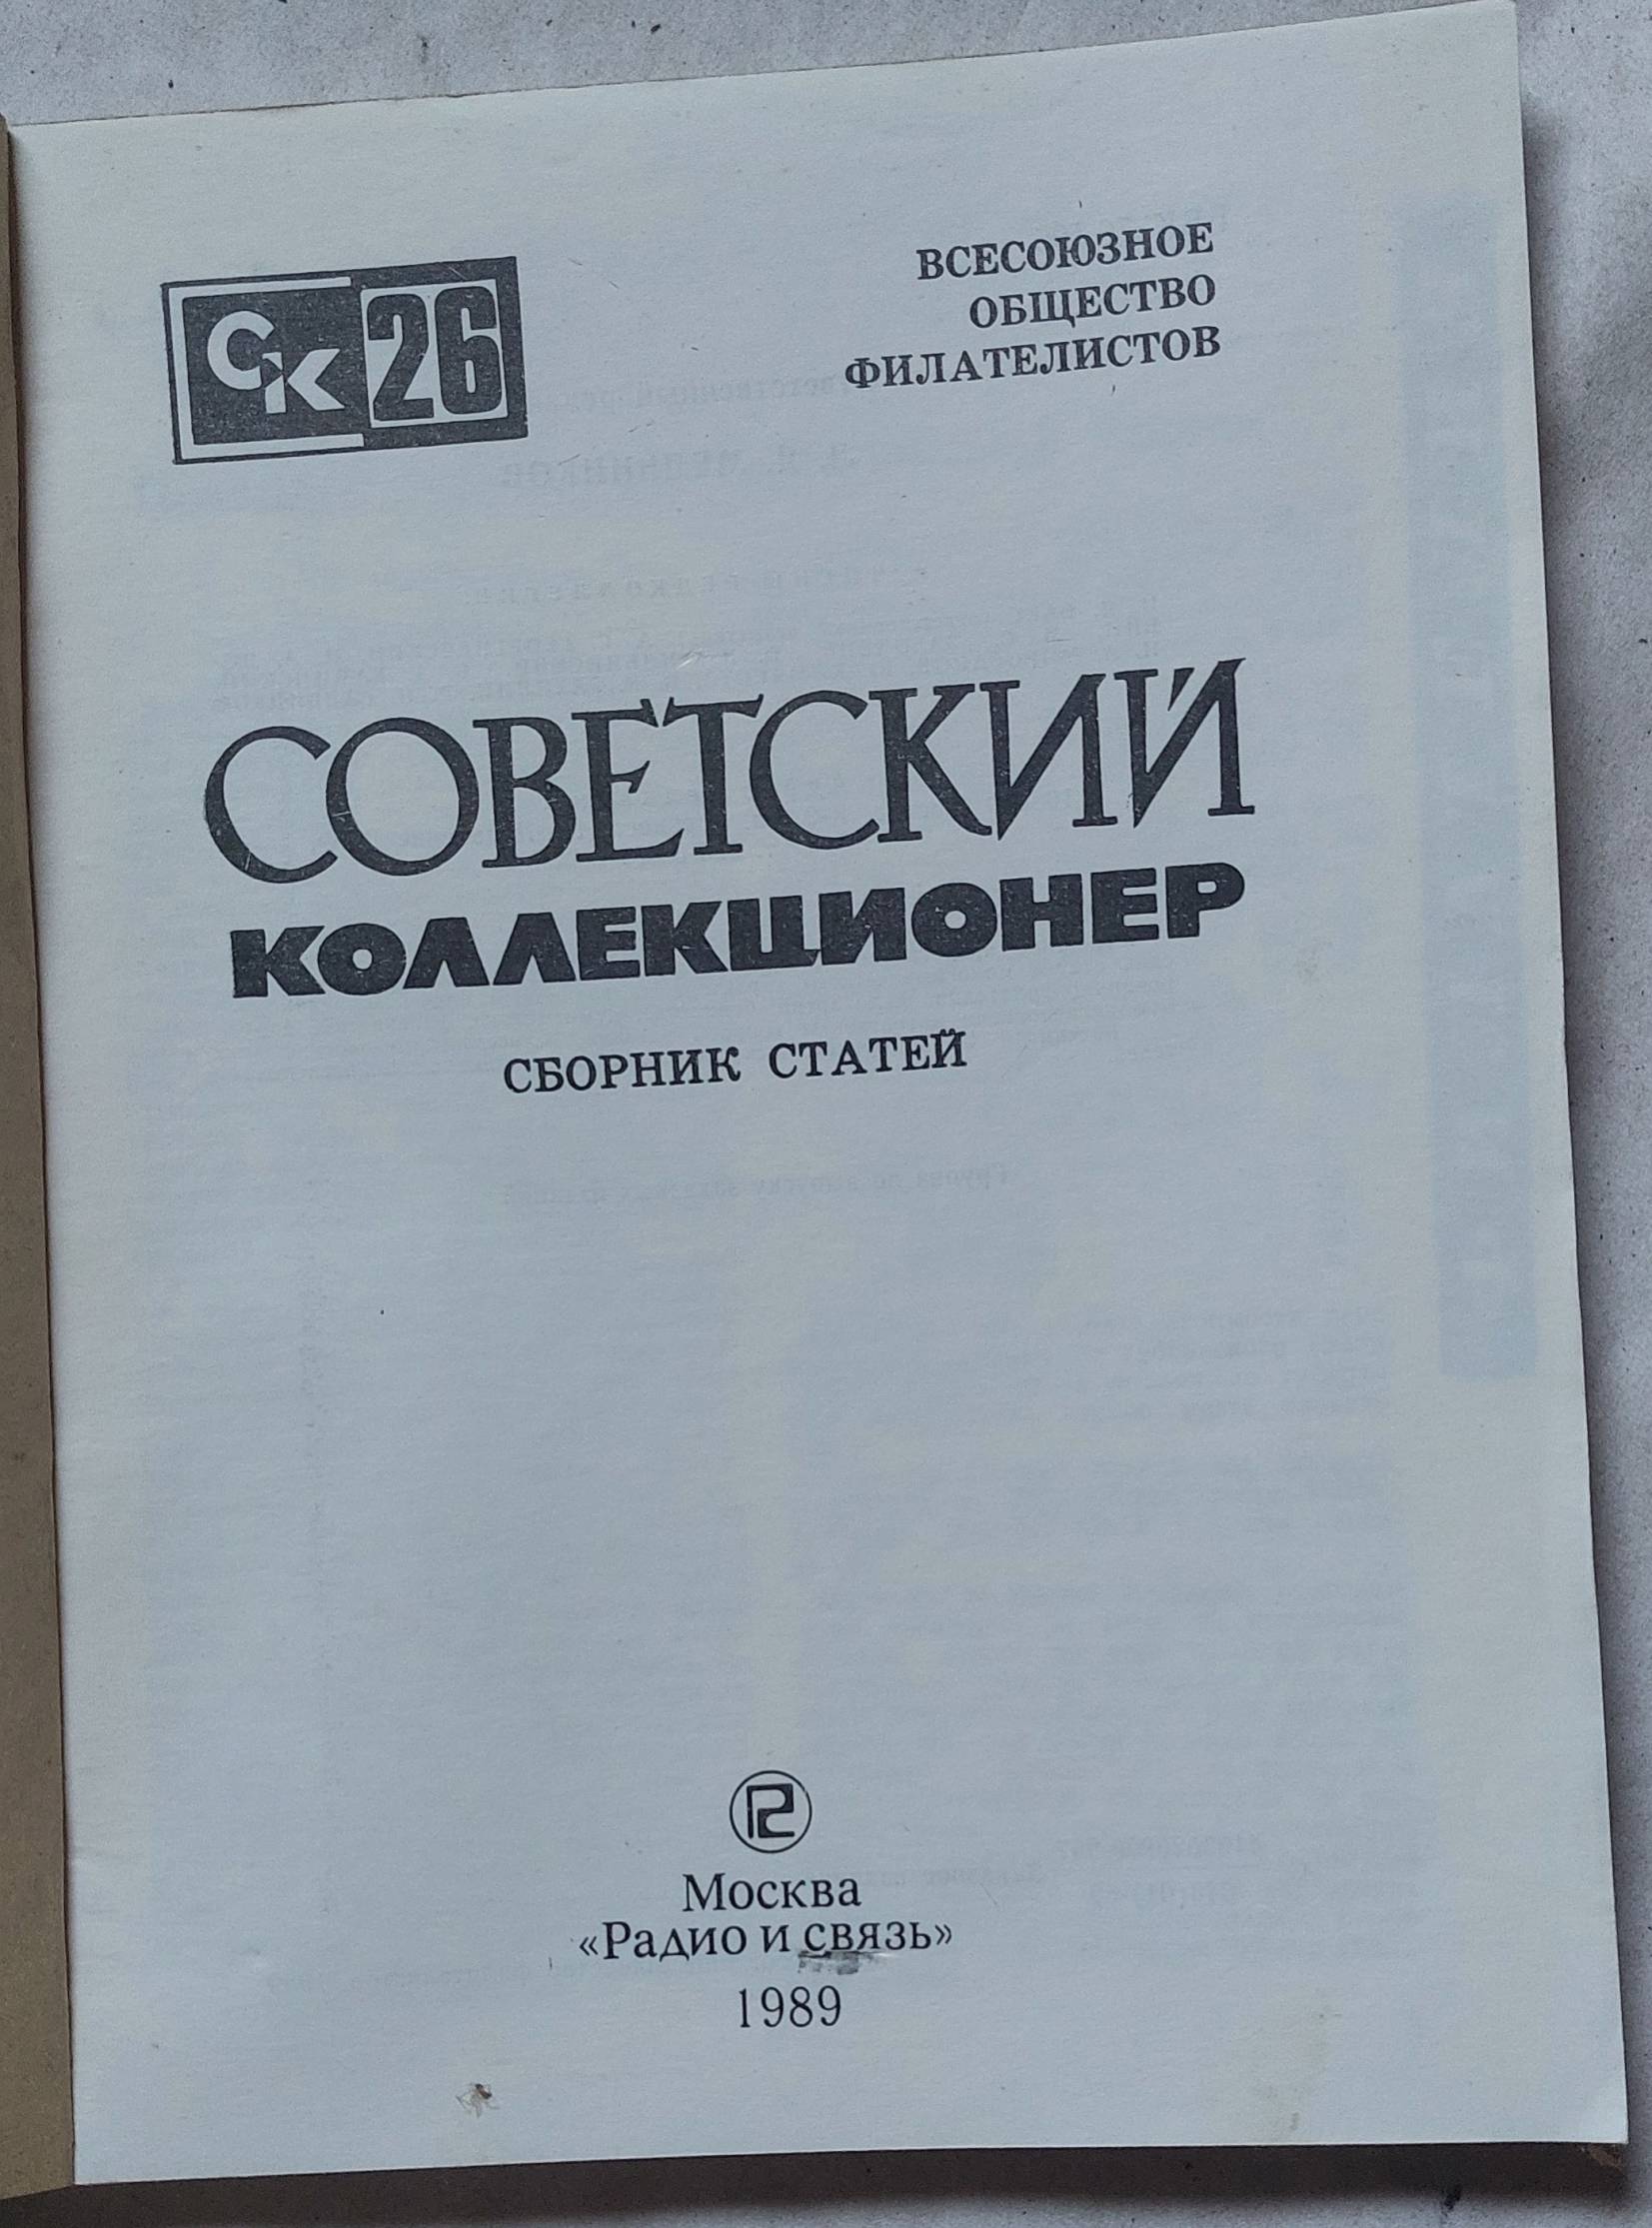 СК 26
ВСЕСОЮЗНОЕ
ОБЩЕСТВО
ФИЛАТЕЛИСТОВ
СОВЕТСКИЙ
КОЛЛЕКЦИОНЕР
СБОРНИК СТАТЕЙ
Москва
«Радио и связь»
1989